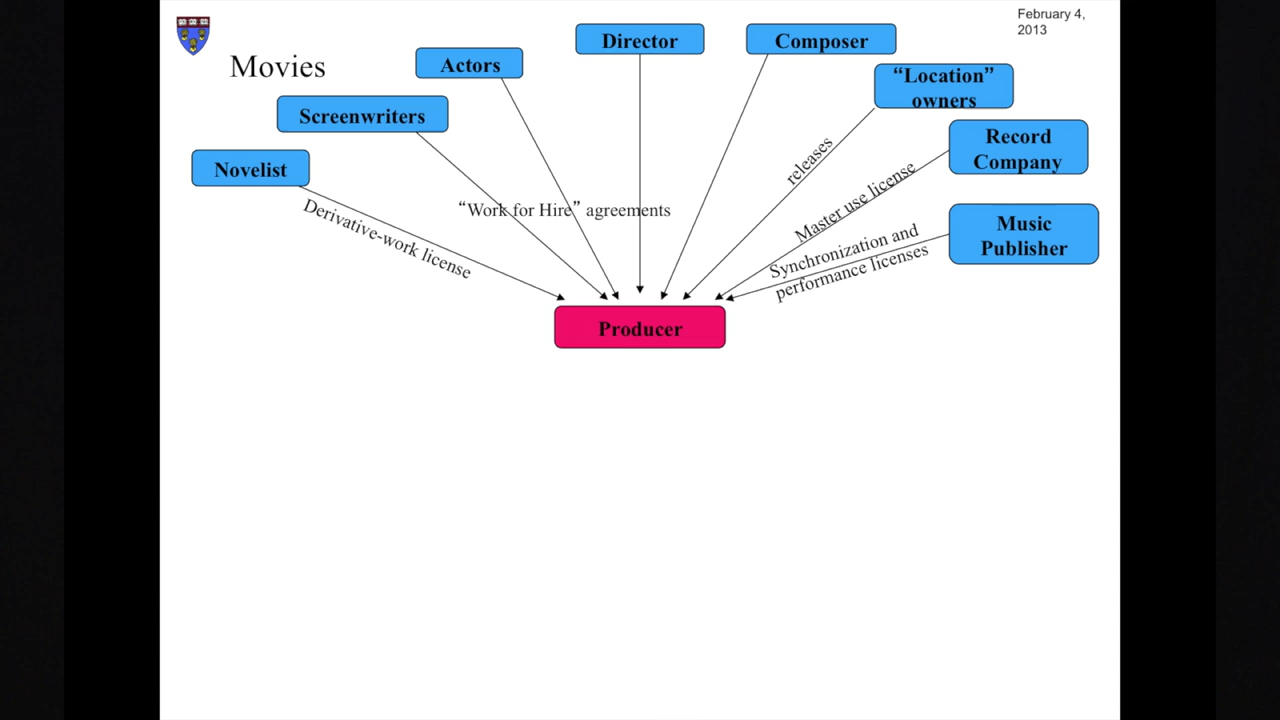 February 4,
2013
Movies
Director
Composer
Actors
“Location”
owners
Screenwriters
Record
Company
Novelist
Music
Publisher
releases
Master use license
“Work for Hire” agreements
Derivative-work license
Synchronization and
performance licenses
Producer